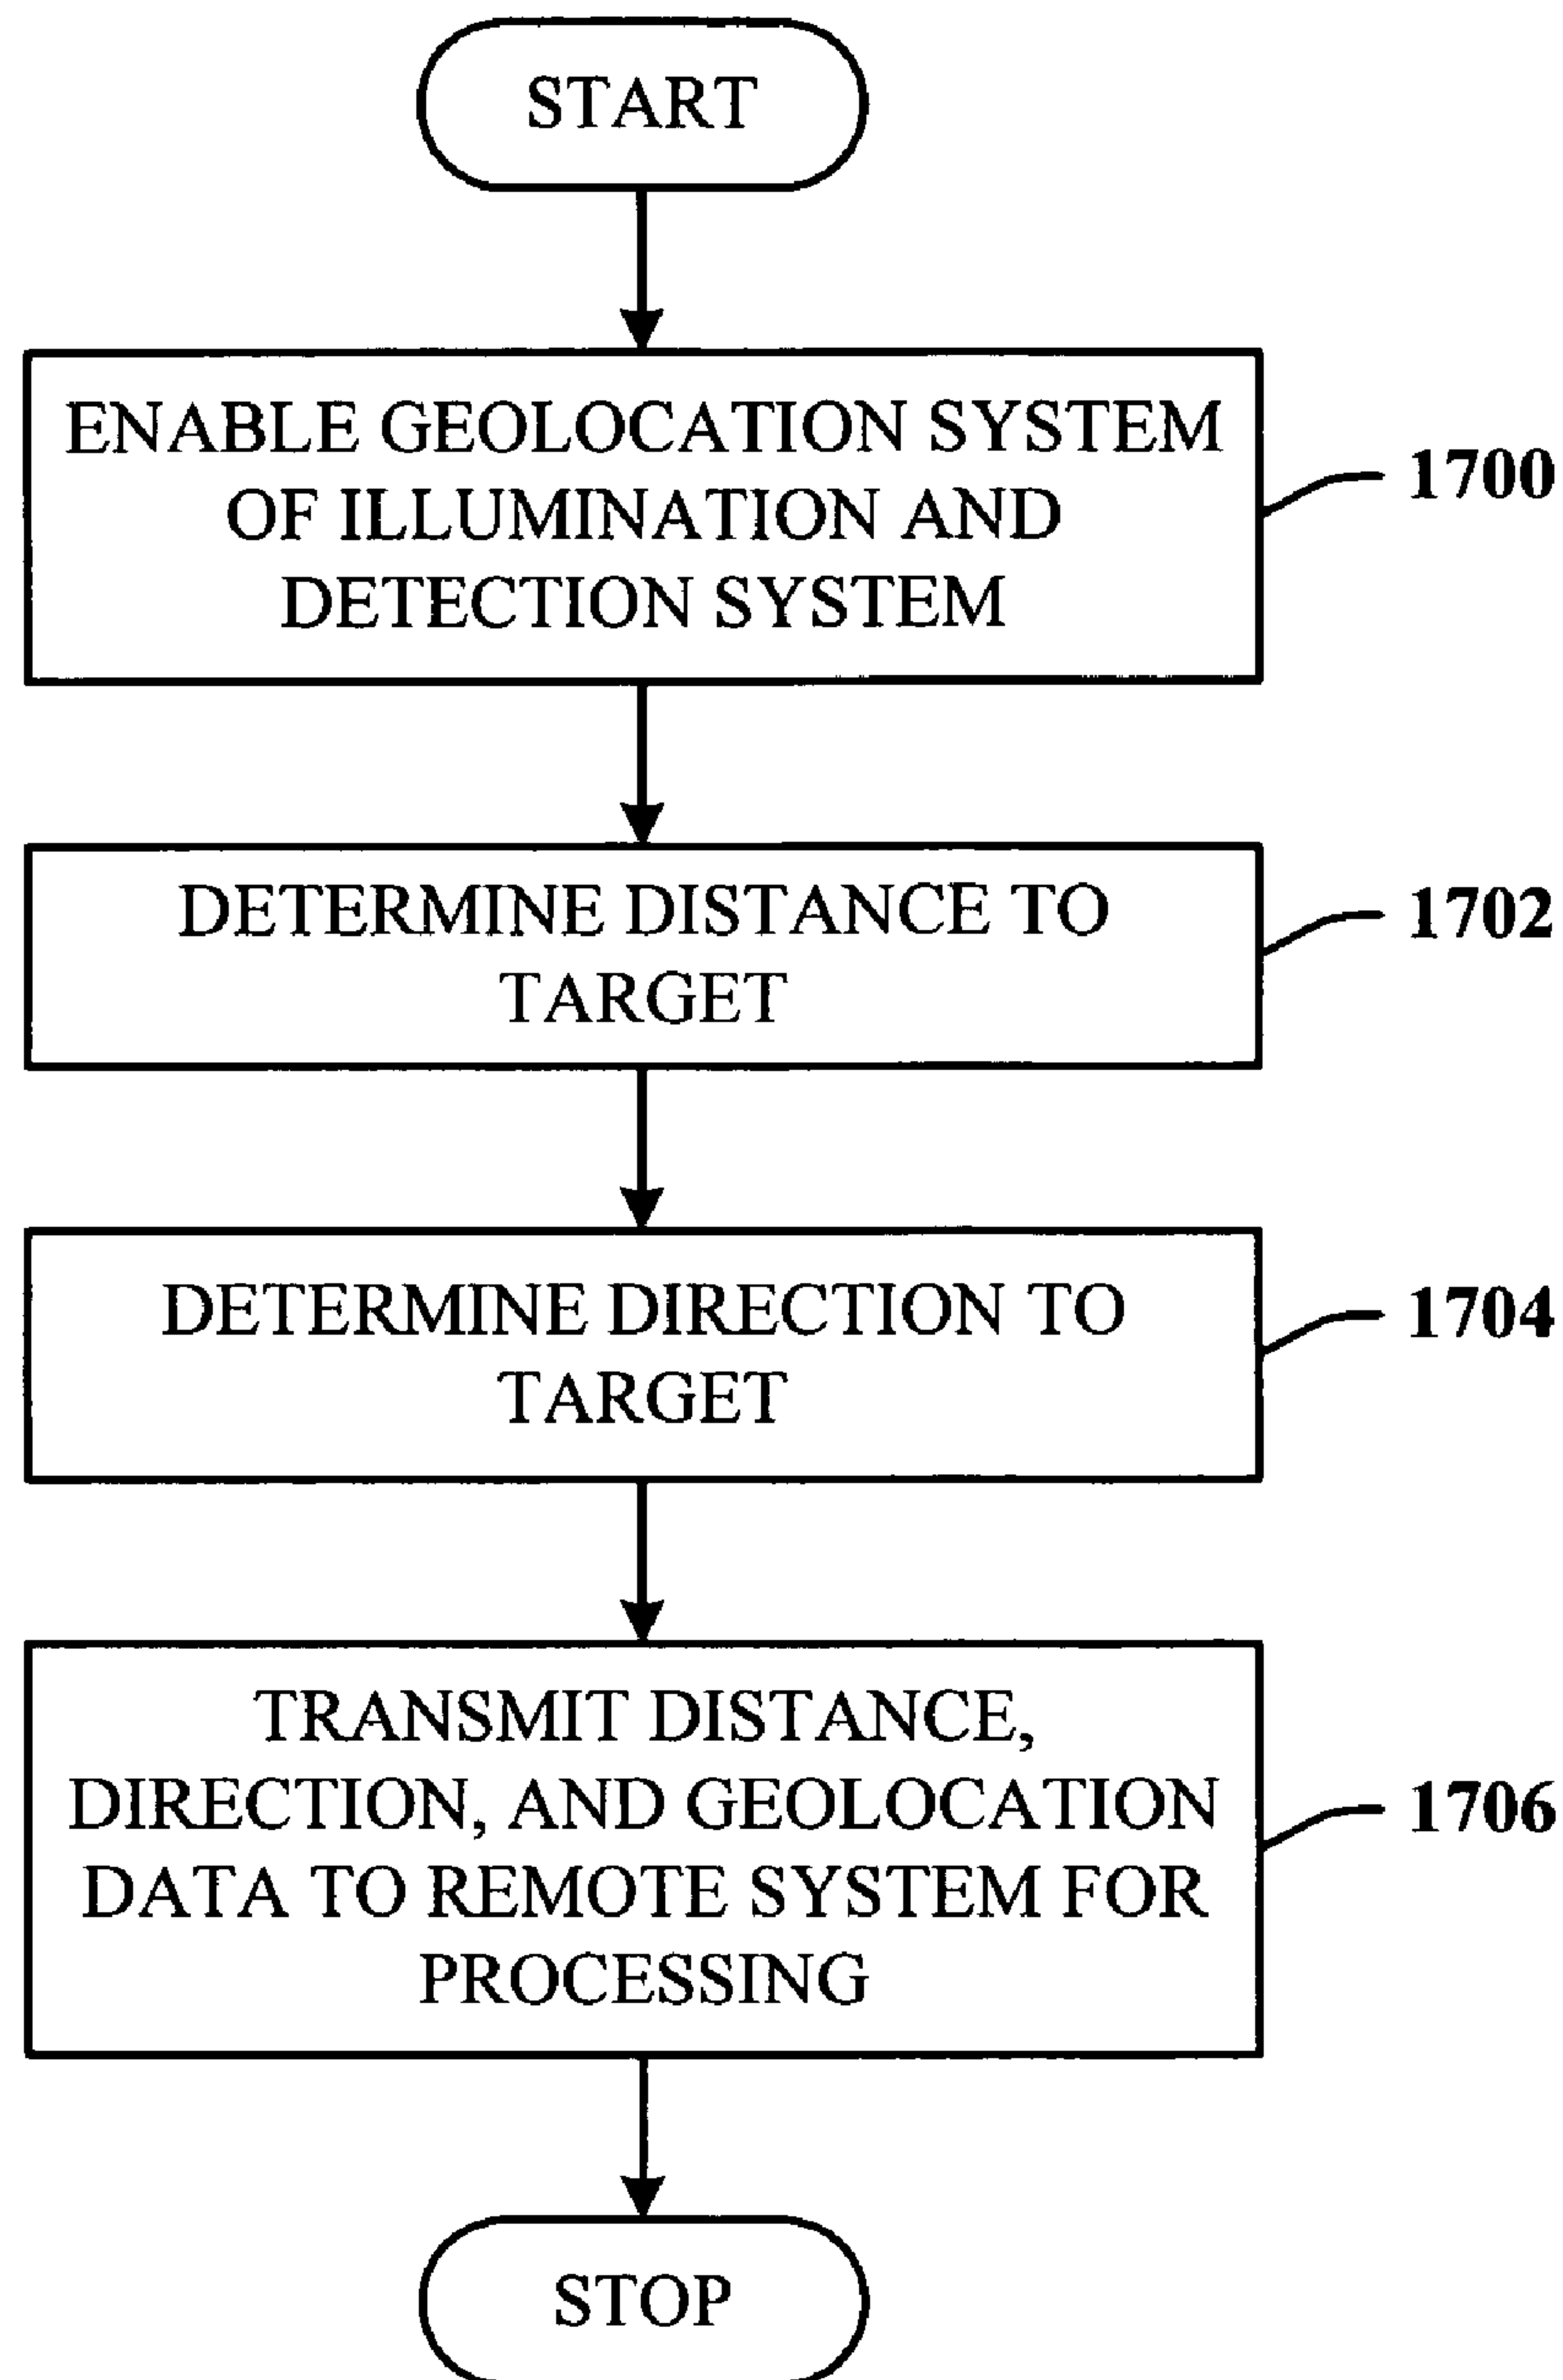 START
ENABLE GEOLOCATION SYSTEM
OF ILLUMINATION AND
DETECTION SYSTEM
1700
DETERMINE DISTANCE TO
TARGET
1702
DETERMINE DIRECTION TO
TARGET
1704
TRANSMIT DISTANCE,
DIRECTION, AND GEOLOCATION
DATA TO REMOTE SYSTEM FOR
PROCESSING
1706
STOP